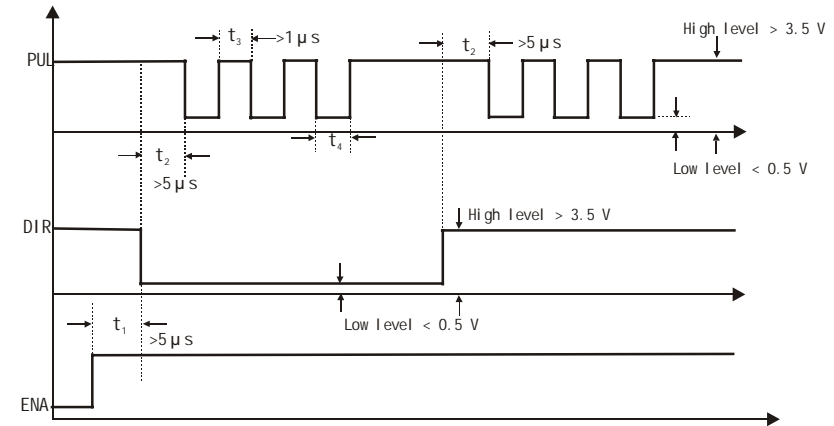 High level > 3.5 V
t3 >1μs
t2 >5μs
PUL
t4
t2
>5μs
Low level < 0.5 V
High level > 3.5 V
DIR
t1
>5μs
Low level < 0.5 V
ENA